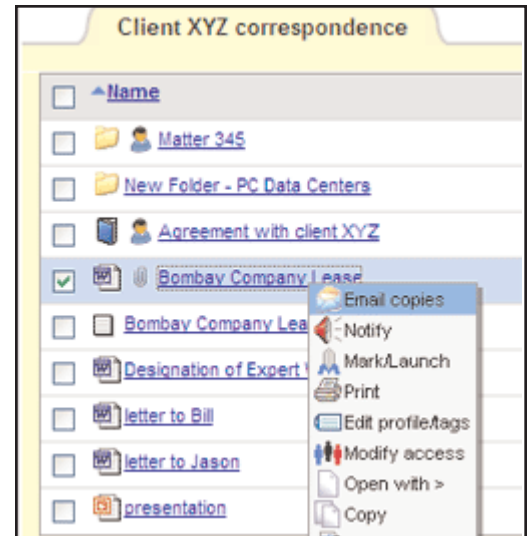 Client XYZ correspondence
Name
Matter 345
New Folder - PC Data Centers
Agreement with client XYZ
Bombay Company Lease
Email copies
Bombay Company Lea
Notify
Designation of Expert
Mark/Launch
Print
letter to Bill
Edit profile/tags
Modify access
letter to Jason
Open with >
presentation
Copy